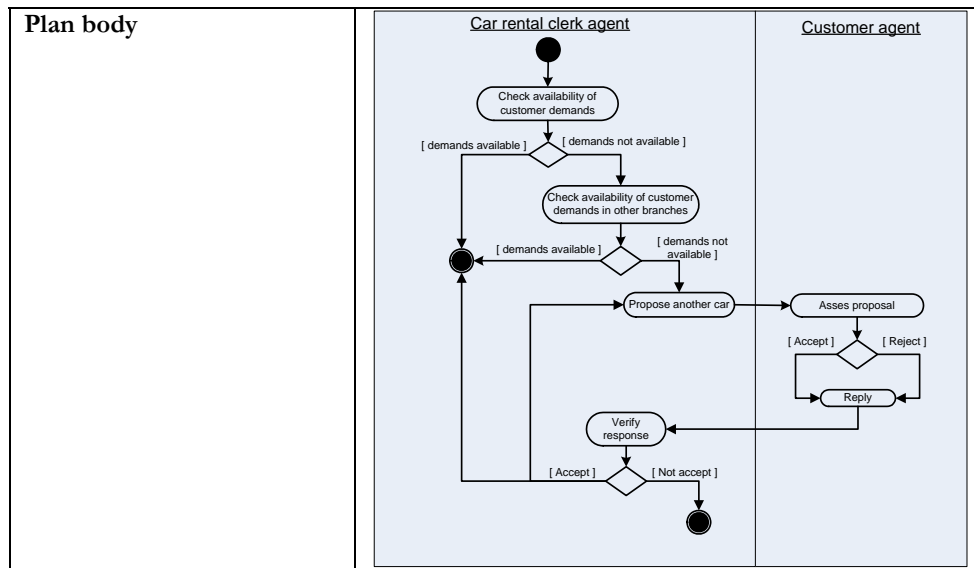 Plan body
Car rental clerk agent
Customer agent
Check availability of
customer demands
[ demands available ]
[ demands not available ]
Check availability of customer
demands in other branches
[ demands available ]
[ demands not
available ]
Propose another car
Asses proposal
[ Accept ]
[ Reject ]
Reply
Verify
response
[ Accept ]
[ Not accept ]